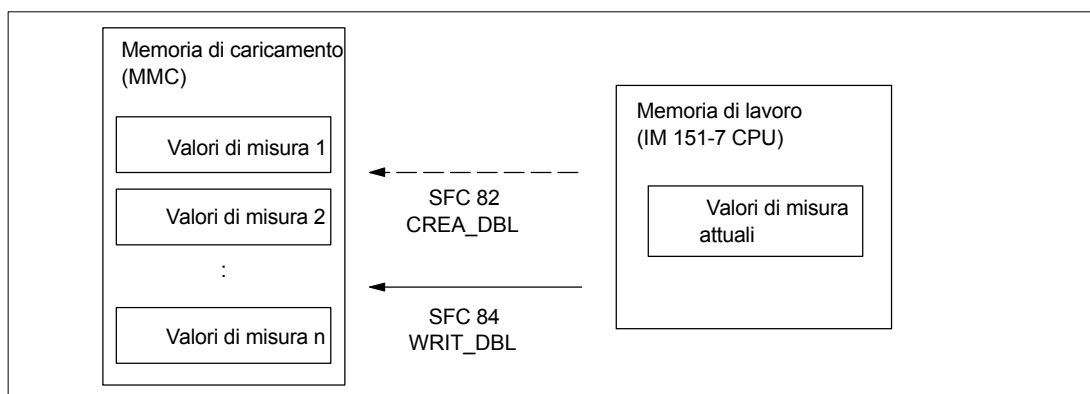 Memoria di caricamento
(MMC)
Valori di misura 1
Valori di misura 2
:
Valori di misura n
SFC 82
CREA_DBL
SFC 84
WRIT_DBL
Memoria di lavoro
(IM 151-7 CPU)
Valori di misura
attuali